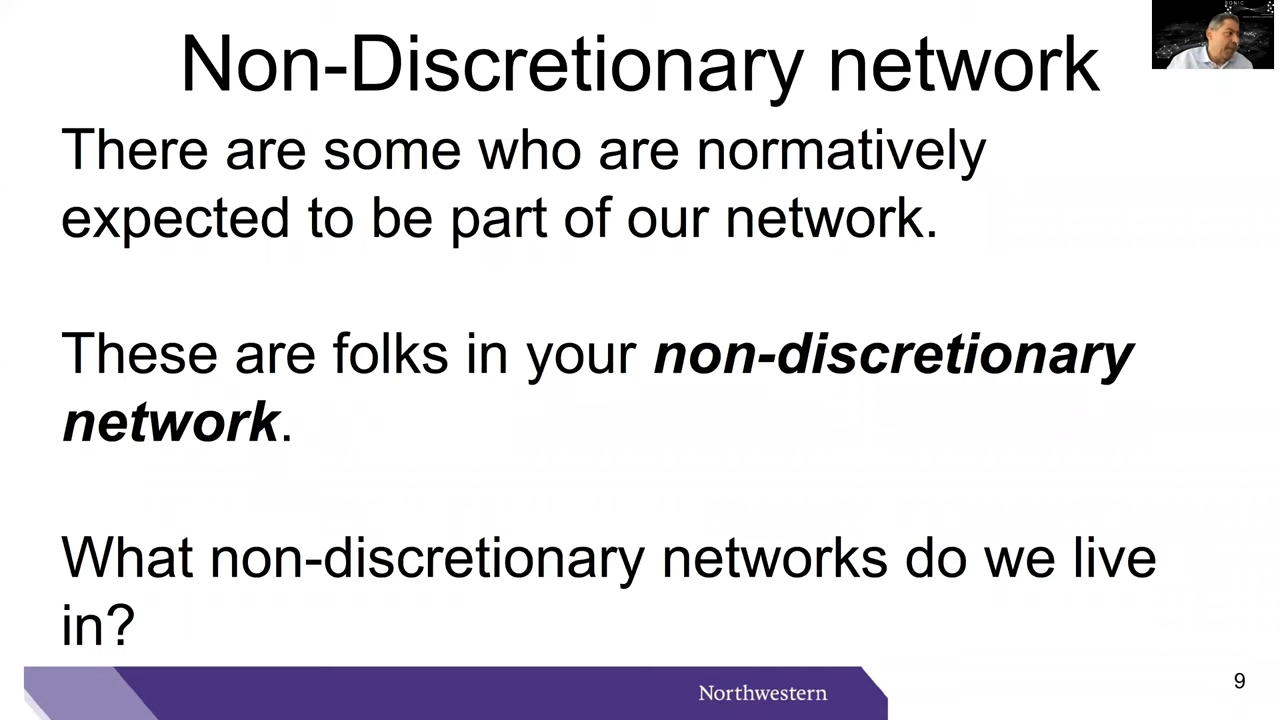 Non-Discretionary network
There are some who are normatively
expected to be part of our network.
These are folks in your non-discretionary
network.
What non-discretionary networks do we live
in?
Northwestern
9
SONIC